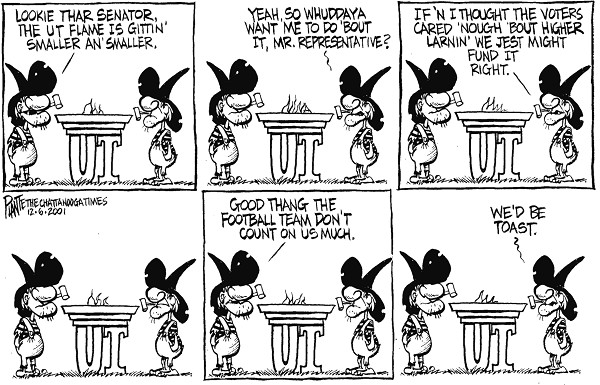 LOOKIE THAR SENATOR,
THE UT FLAME IS GITTIN'
SMALLER AN' SMALLER.
UT
YEAH, SO WHUDDAYA
WANT ME TO DO 'BOUT
IT, MR. REPRESENTATIVE?
UT
IF'N I THOUGHT THE VOTERS
CARED 'NOUGH 'BOUT HIGHER
LARNIN' WE JEST MIGHT
FUND IT
RIGHT.
UT
PLANTE THE CHATTANOOGA TIMES
12.6.2001
UT
GOOD THANG THE
FOOTBALL TEAM DON'T
COUNT ON US MUCH.
UT
WE'D BE
TOAST.
UT